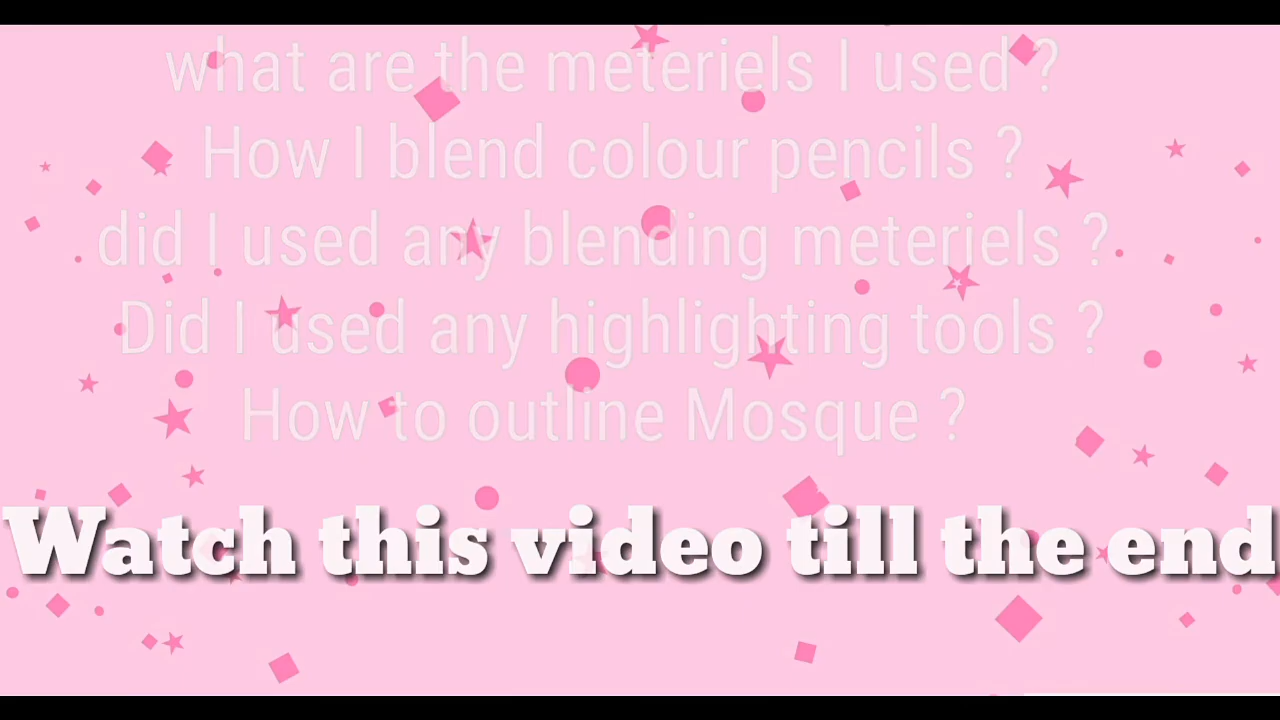 what are the meteriels I used ?
How I blend colour pencils ?
did I used any blending meteriels ?
Did I used any highlighting tools ?
How to outline Mosque ?
Watch this video till the end